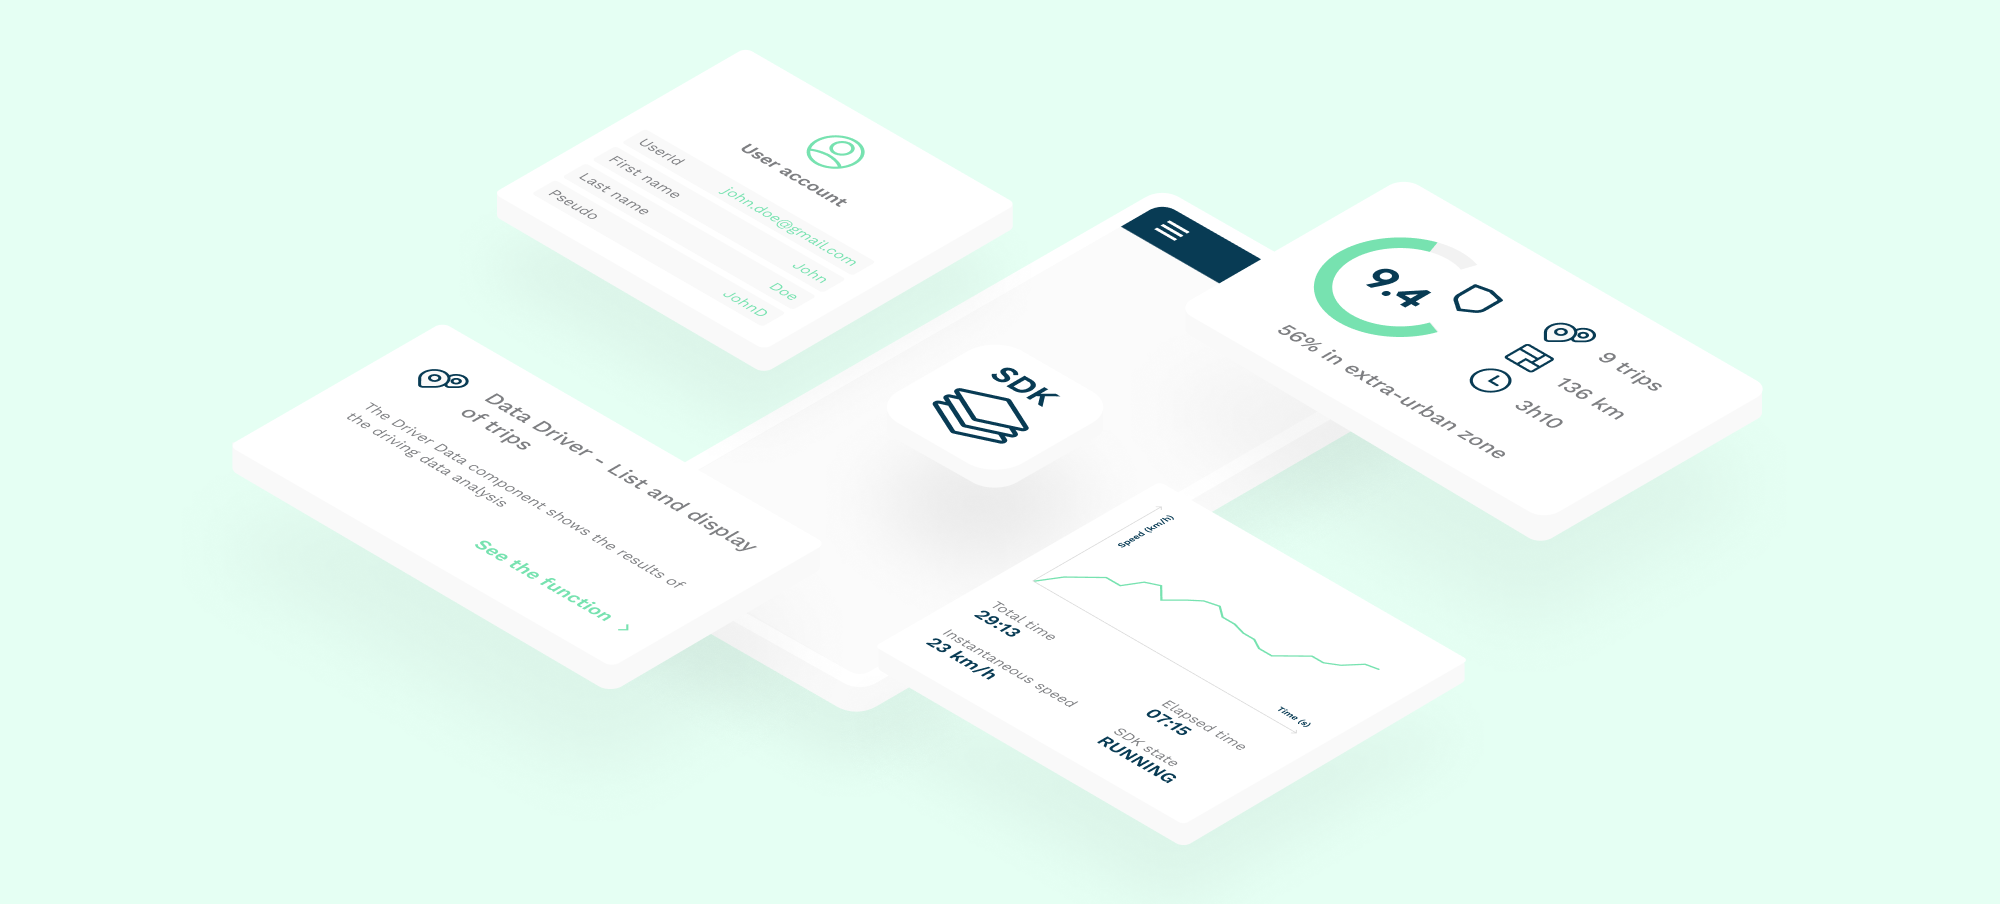 User account
UserId john.doe@gmail.com
First name John
Last name Doe
Pseudo JohnD
9.4
56% in extra-urban zone
9 trips
136 km
3h10
SDK
Data Driver - List and display
of trips
The Driver Data component shows the results of
the driving data analysis
See the function
Speed (km/h)
Time (s)
Total time
29:13
Elapsed time
07:15
Instantaneous speed
23 km/h
SDK state
RUNNING